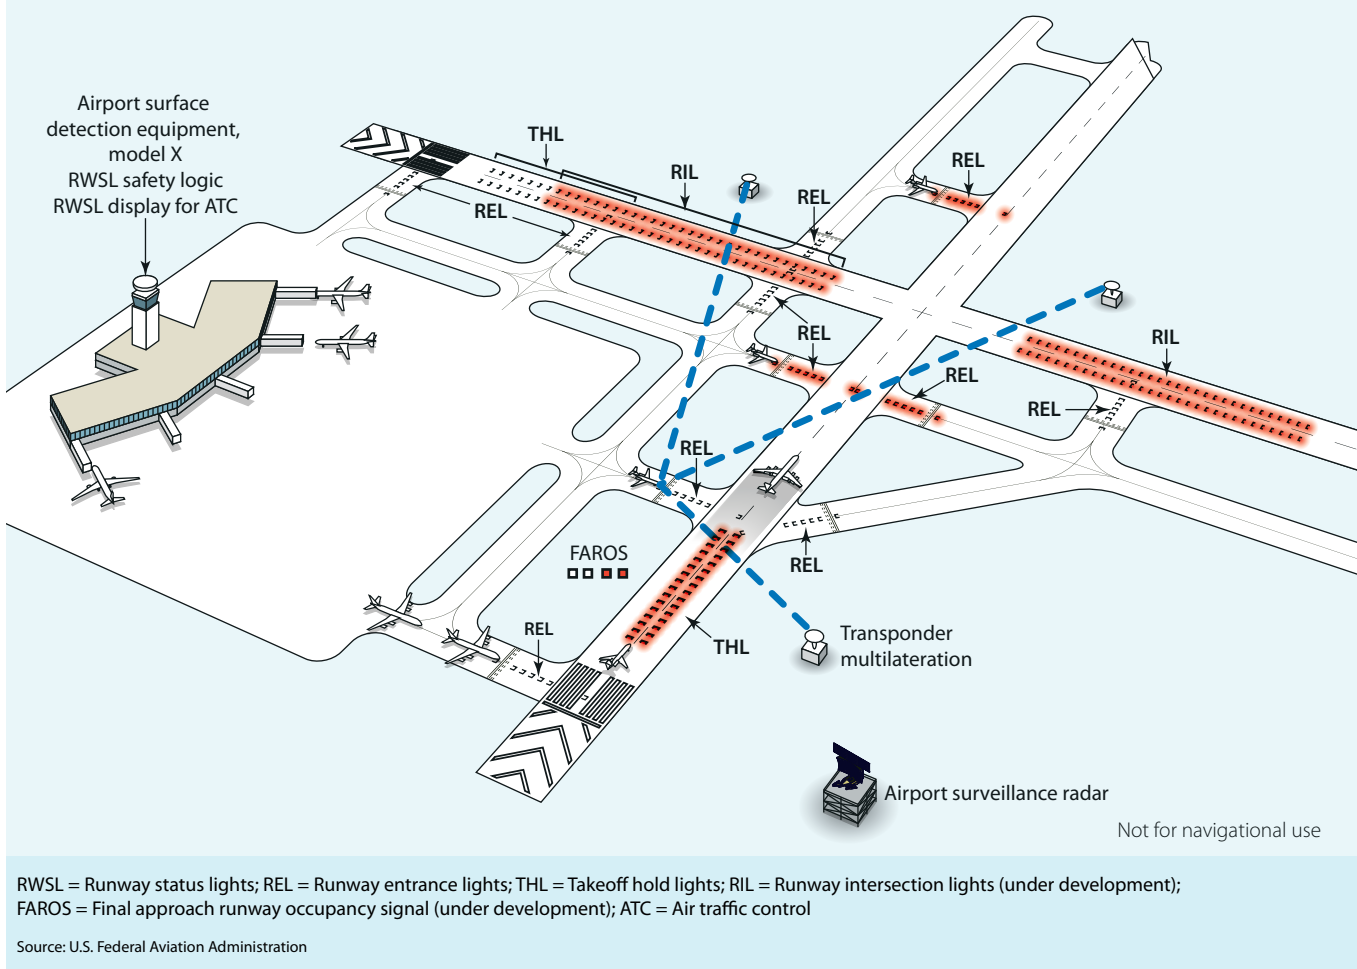 Airport surface
detection equipment,
model X
RWSL safety logic
RWSL display for ATC
THL
RIL
REL
REL
REL
REL
RIL
REL
REL
REL
REL
FAROS
REL
REL
THL
Transponder
multilateration
Airport surveillance radar
Not for navigational use
RWSL = Runway status lights; REL = Runway entrance lights; THL = Takeoff hold lights; RIL = Runway intersection lights (under development);
FAROS = Final approach runway occupancy signal (under development); ATC = Air traffic control
Source: U.S. Federal Aviation Administration